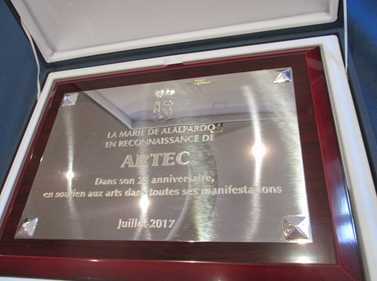 LA MARIE DE ALALPARDO
EN RECONNAISSANCE DE
ARTEC
Dans son anniversaire,
en soutien aux arts dans toutes ses manifestations
Juillet 2017